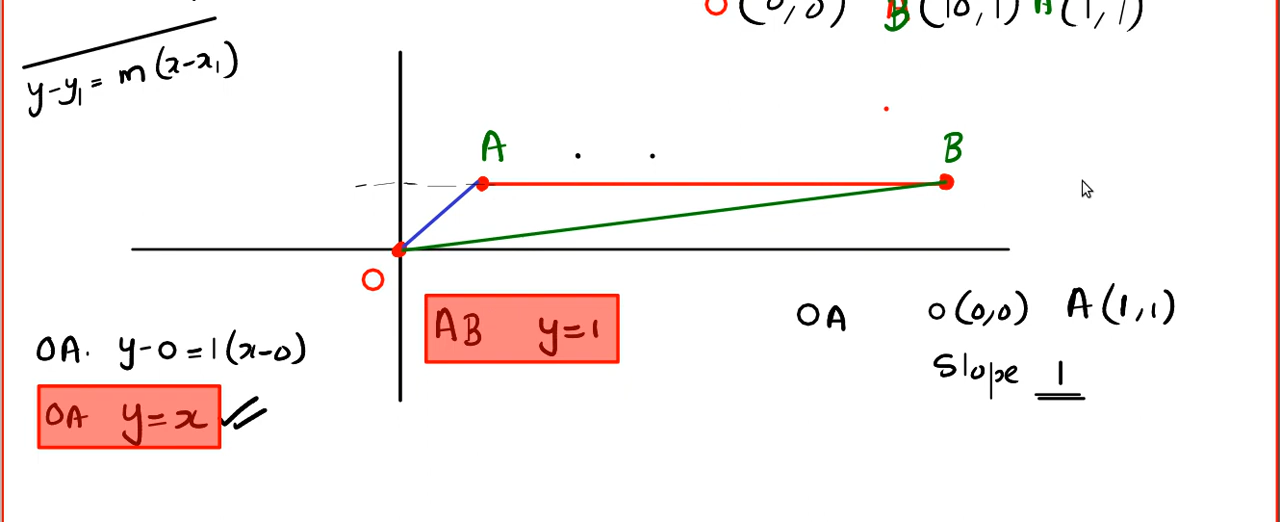 O (0,0) B (10,1) A (1,1)
y-y₁ = m (x-x₁)
A
B
O
AB y=1
OA O(0,0) A(1,1)
OA. y-0=1(x-0)
Slope 1
OA y=x